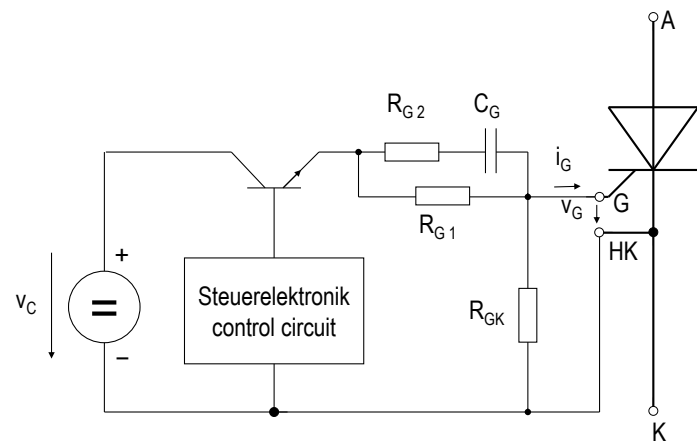 A
R_G2
C_G
i_G
R_G1
v_G
G
HK
+
v_C
=
−
Steuerelektronik
control circuit
R_GK
K